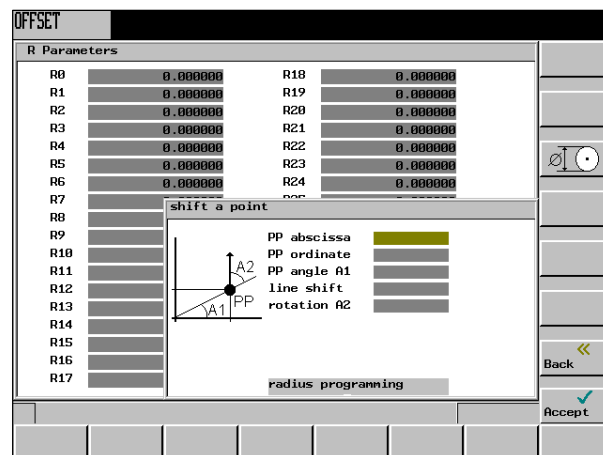 OFFSET
R Parameters
R0 0.000000 R18 0.000000
R1 0.000000 R19 0.000000
R2 0.000000 R20 0.000000
R3 0.000000 R21 0.000000
R4 0.000000 R22 0.000000
R5 0.000000 R23 0.000000
R6 0.000000 R24 0.000000
R7
R8
R9
R10
R11
R12
R13
R14
R15
R16
R17
shift a point
A2
PP
A1
PP abscissa
PP ordinate
PP angle A1
line shift
rotation A2
radius programming
Ø
Back
Accept